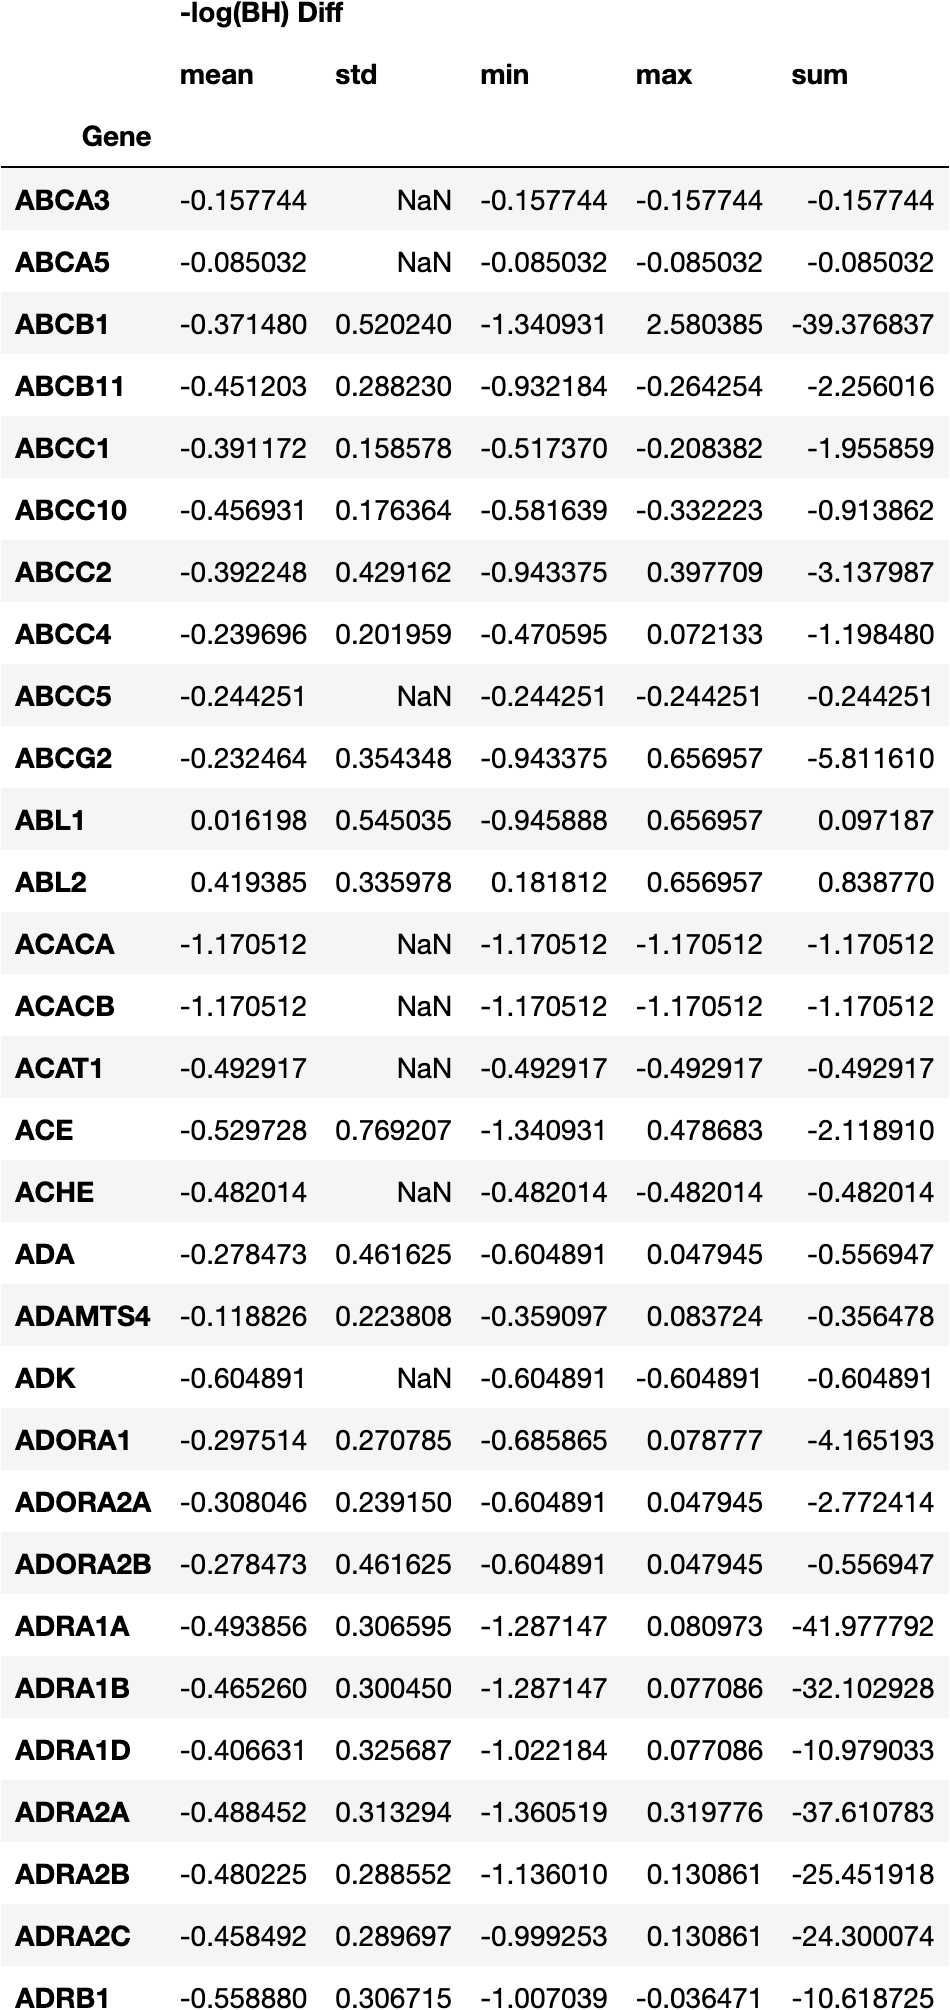 -log(BH) Diff
mean std min max sum
Gene
ABCA3 -0.157744 NaN -0.157744 -0.157744 -0.157744
ABCA5 -0.085032 NaN -0.085032 -0.085032 -0.085032
ABCB1 -0.371480 0.520240 -1.340931 2.580385 -39.376837
ABCB11 -0.451203 0.288230 -0.932184 -0.264254 -2.256016
ABCC1 -0.391172 0.158578 -0.517370 -0.208382 -1.955859
ABCC10 -0.456931 0.176364 -0.581639 -0.332223 -0.913862
ABCC2 -0.392248 0.429162 -0.943375 0.397709 -3.137987
ABCC4 -0.239696 0.201959 -0.470595 0.072133 -1.198480
ABCC5 -0.244251 NaN -0.244251 -0.244251 -0.244251
ABCG2 -0.232464 0.354348 -0.943375 0.656957 -5.811610
ABL1 0.016198 0.545035 -0.945888 0.656957 0.097187
ABL2 0.419385 0.335978 0.181812 0.656957 0.838770
ACACA -1.170512 NaN -1.170512 -1.170512 -1.170512
ACACB -1.170512 NaN -1.170512 -1.170512 -1.170512
ACAT1 -0.492917 NaN -0.492917 -0.492917 -0.492917
ACE -0.529728 0.769207 -1.340931 0.478683 -2.118910
ACHE -0.482014 NaN -0.482014 -0.482014 -0.482014
ADA -0.278473 0.461625 -0.604891 0.047945 -0.556947
ADAMTS4 -0.118826 0.223808 -0.359097 0.083724 -0.356478
ADK -0.604891 NaN -0.604891 -0.604891 -0.604891
ADORA1 -0.297514 0.270785 -0.685865 0.078777 -4.165193
ADORA2A -0.308046 0.239150 -0.604891 0.047945 -2.772414
ADORA2B -0.278473 0.461625 -0.604891 0.047945 -0.556947
ADRA1A -0.493856 0.306595 -1.287147 0.080973 -41.977792
ADRA1B -0.465260 0.300450 -1.287147 0.077086 -32.102928
ADRA1D -0.406631 0.325687 -1.022184 0.077086 -10.979033
ADRA2A -0.488452 0.313294 -1.360519 0.319776 -37.610783
ADRA2B -0.480225 0.288552 -1.136010 0.130861 -25.451918
ADRA2C -0.458492 0.289697 -0.999253 0.130861 -24.300074
ADRB1 -0.558880 0.306715 -1.007039 -0.036471 -10.618725